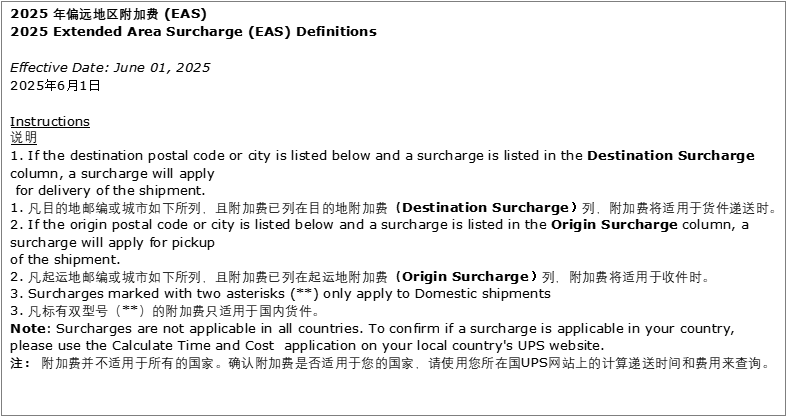 2025 年偏远地区附加费 (EAS)
2025 Extended Area Surcharge (EAS) Definitions
Effective Date: June 01, 2025
2025年6月1日
Instructions
说明
1. If the destination postal code or city is listed below and a surcharge is listed in the Destination Surcharge
column, a surcharge will apply
for delivery of the shipment.
1. 凡目的地邮编或城市如下所列、且附加费已列在目的地附加费（Destination Surcharge）列、附加费将适用于货件递送时。
2. If the origin postal code or city is listed below and a surcharge is listed in the Origin Surcharge column, a
surcharge will apply for pickup
of the shipment.
2. 凡起运地邮编或城市如下所列、且附加费已列在起运地附加费（Origin Surcharge）列、附加费将适用于收件时。
3. Surcharges marked with two asterisks (**) only apply to Domestic shipments
3. 凡标有双型号（**）的附加费只适用于国内货件。
Note: Surcharges are not applicable in all countries. To confirm if a surcharge is applicable in your country,
please use the Calculate Time and Cost  application on your local country's UPS website.
注： 附加费并不适用于所有的国家。确认附加费是否适用于您的国家、请使用您所在国UPS网站上的计算递送时间和费用来查询。